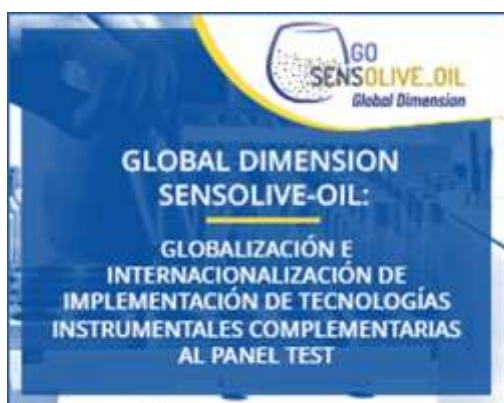 GO
SENSOLIVE_OIL
Global Dimension
GLOBAL DIMENSION
SENSOLIVE-OIL:
GLOBALIZACIÓN E
INTERNACIONALIZACIÓN DE
IMPLEMENTACIÓN DE TECNOLOGÍAS
INSTRUMENTALES COMPLEMENTARIAS
AL PANEL TEST